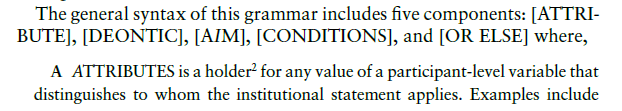 The general syntax of this grammar includes five components: [ATTRI-
BUTE], [DEONTIC], [AIM], [CONDITIONS], and [OR ELSE] where,
A ATTRIBUTES is a holder² for any value of a participant-level variable that
distinguishes to whom the institutional statement applies. Examples include